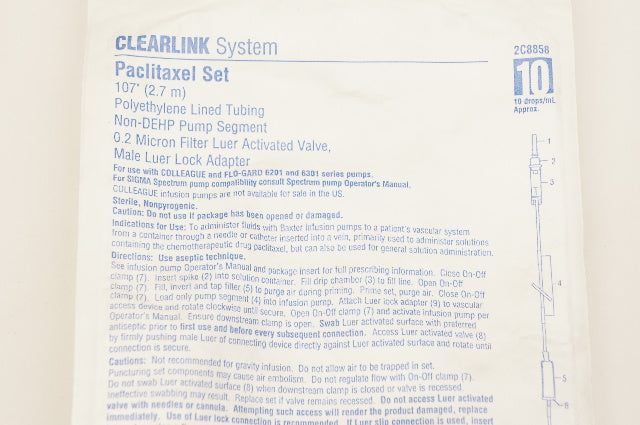 CLEARLINK System
Paclitaxel Set
107" (2.7 m)
Polyethylene Lined Tubing
Non-DEHP Pump Segment
0.2 Micron Filter Luer Activated Valve,
Male Luer Lock Adapter
For use with COLLEAGUE and FLO-GARD 6201 and 6301 series pumps.
For SIGMA Spectrum pump compatibility consult Spectrum pump Operator's Manual.
COLLEAGUE infusion pumps are not available for sale in the US.
Sterile, Nonpyrogenic.
Caution: Do not use if package has been opened or damaged.
Indications for Use: To administer fluids with Baxter infusion pumps to a patient's vascular system
from a container through a needle or catheter inserted into a vein, primarily used to administer solutions
containing the chemotherapeutic drug paclitaxel, but can also be used for general solution administration.
Directions: Use aseptic technique.
See infusion pump Operator's Manual and package insert for full prescribing information. Close On-Off
clamp (7). Insert spike (2) into solution container. Fill drip chamber (3) to fill line. Open On-Off
clamp (7). Fill, invert and tap filter (5) to purge air during priming. Prime set, purge air. Close On-Off
clamp (7). Load only pump segment (4) into infusion pump. Attach Luer lock adapter (9) to vascular
access device and rotate clockwise until secure. Open On-Off clamp (7) and activate infusion pump per
Operator's Manual. Ensure downstream clamp is open. Swab Luer activated surface with preferred
antiseptic prior to first use and before every subsequent connection. Access Luer activated valve (8)
by firmly pushing male Luer of connecting device directly against Luer activated surface and rotate until
connection is secure.
Cautions: Not recommended for gravity infusion. Do not allow air to be trapped in set.
Puncturing set components may cause air embolism. Do not regulate flow with On-Off clamp (7).
Do not swab Luer activated surface (8) when downstream clamp is closed or valve is recessed.
Ineffective swabbing may result. Replace set if valve remains recessed. Do not access Luer activated
valve with needles or cannula. Attempting such access will render the product damaged, replace
immediately. Use of Luer lock connection is recommended. If Luer slip connection is used, insert
2C8858
10
10 drops/mL
Approx.
1
2
3
4
5
8